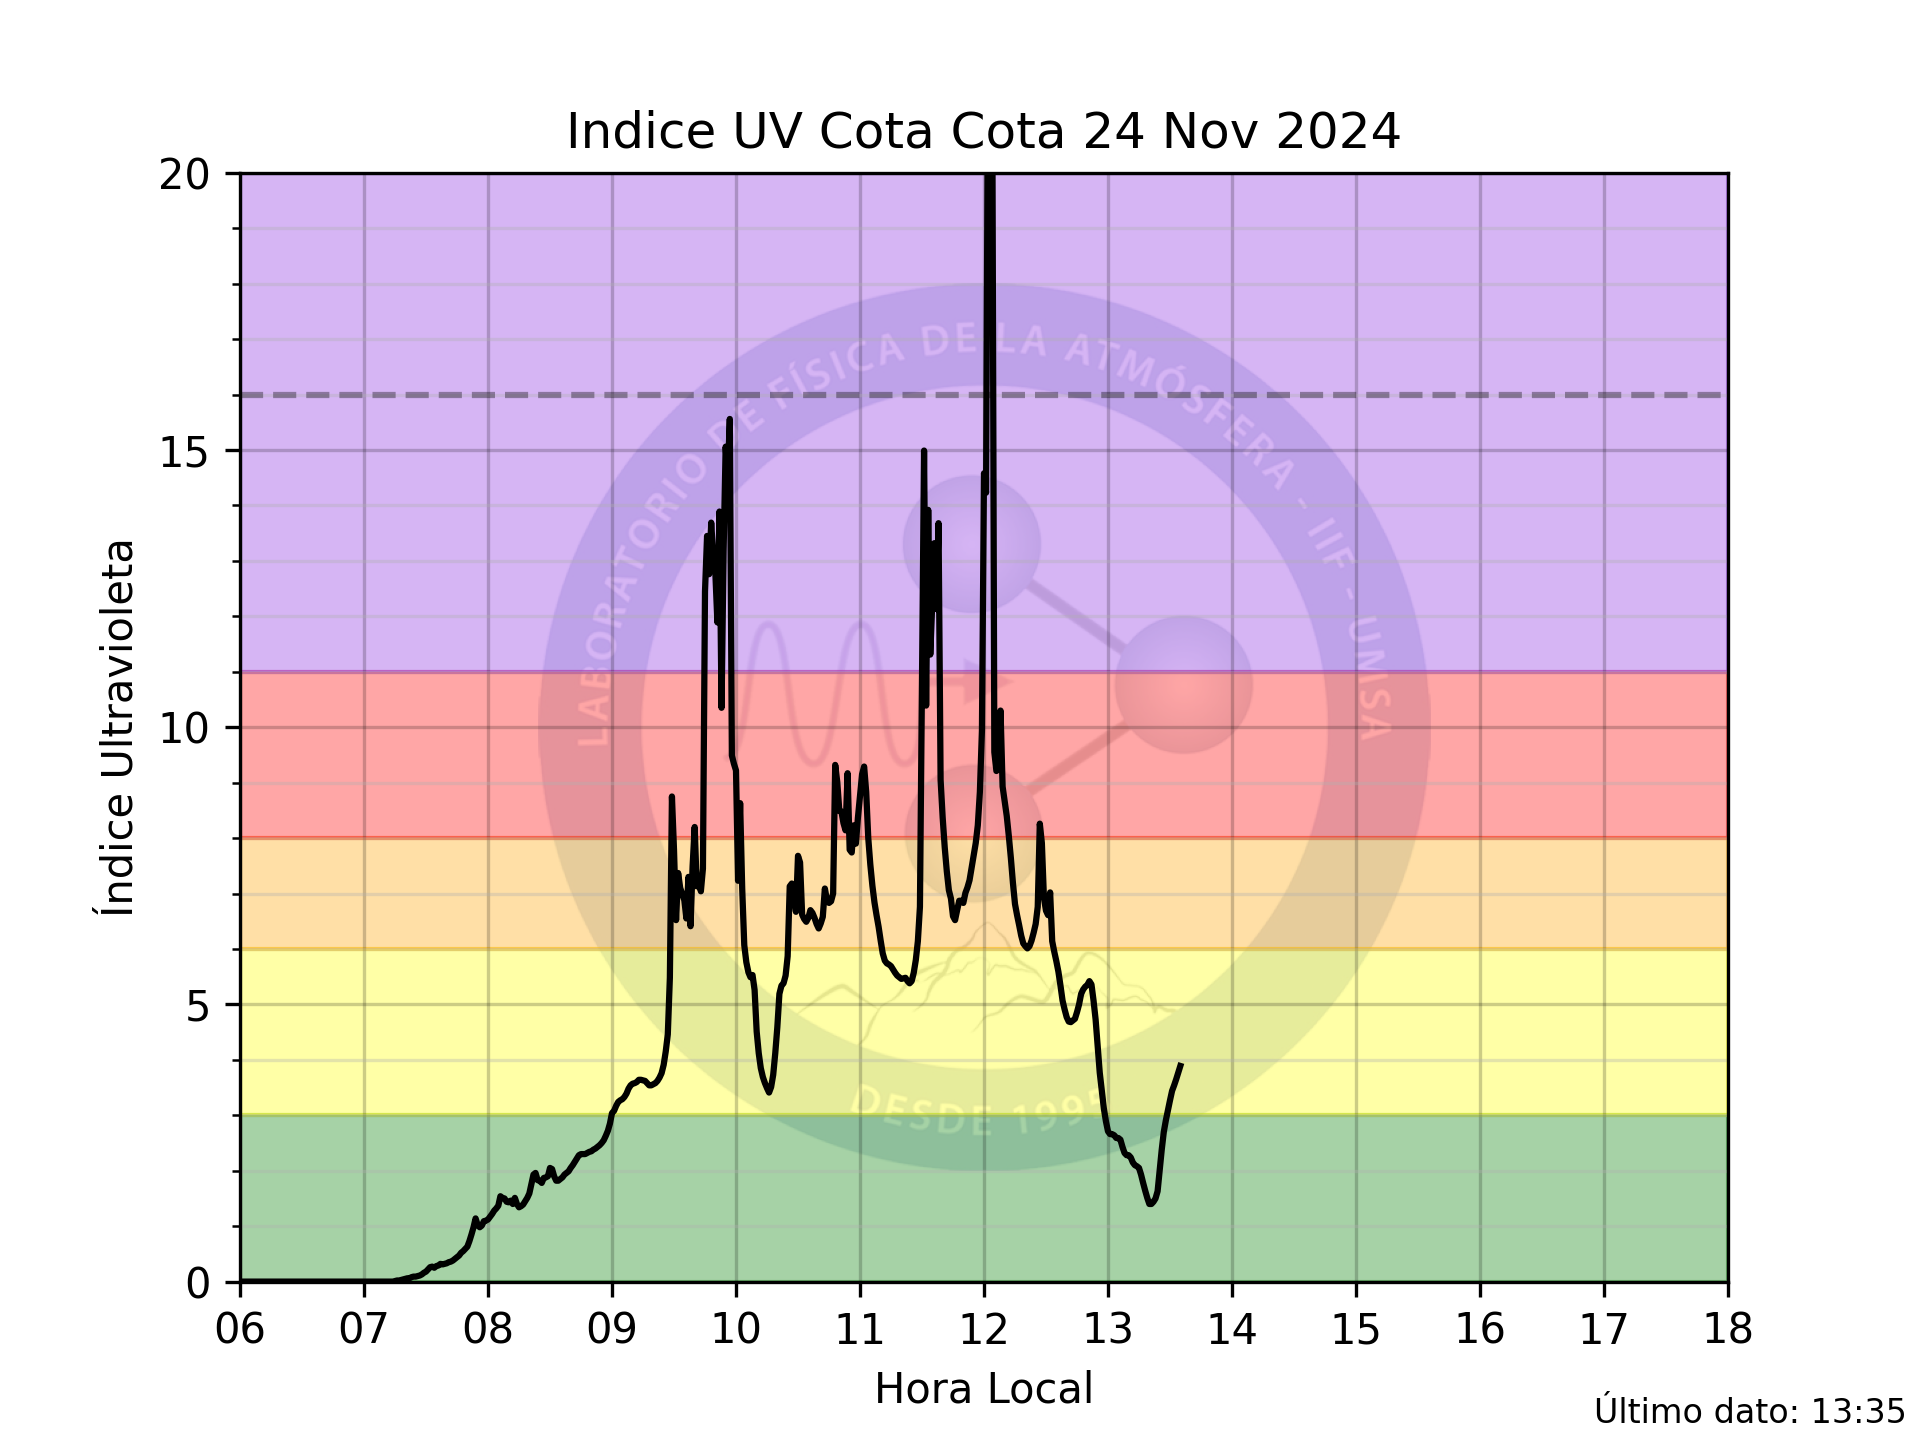 Indice UV Cota Cota 24 Nov 2024
20
15
10
5
0
Índice Ultravioleta
LABORATORIO DE FÍSICA DE LA ATMÓSFERA - IIF - UMSA
DESDE 1995
06 07 08 09 10 11 12 13 14 15 16 17 18
Hora Local
Último dato: 13:35